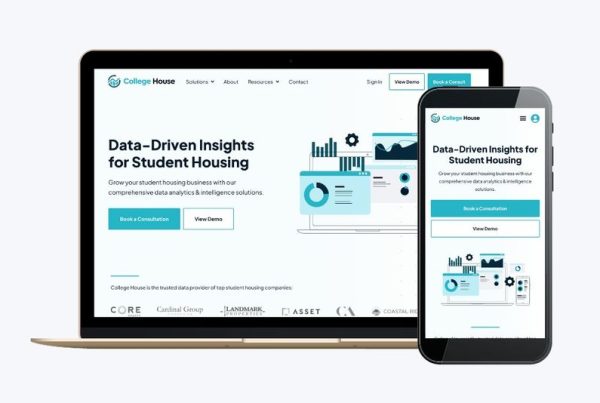 College House
Solutions
About
Resources
Contact
Sign In
View Demo
Book a Consult
Data-Driven Insights
for Student Housing
Grow your student housing business with our
comprehensive data analytics & intelligence solutions.
Book a Consultation
View Demo
College House is the trusted data provider of top student housing companies:
CORE
Cardinal Group
LANDMARK
PROPERTIES
ASSET
CA
COASTAL RI
College House
Data-Driven Insights for
Student Housing
Grow your student housing business with our
comprehensive data analytics & intelligence
solutions.
Book a Consultation
View Demo